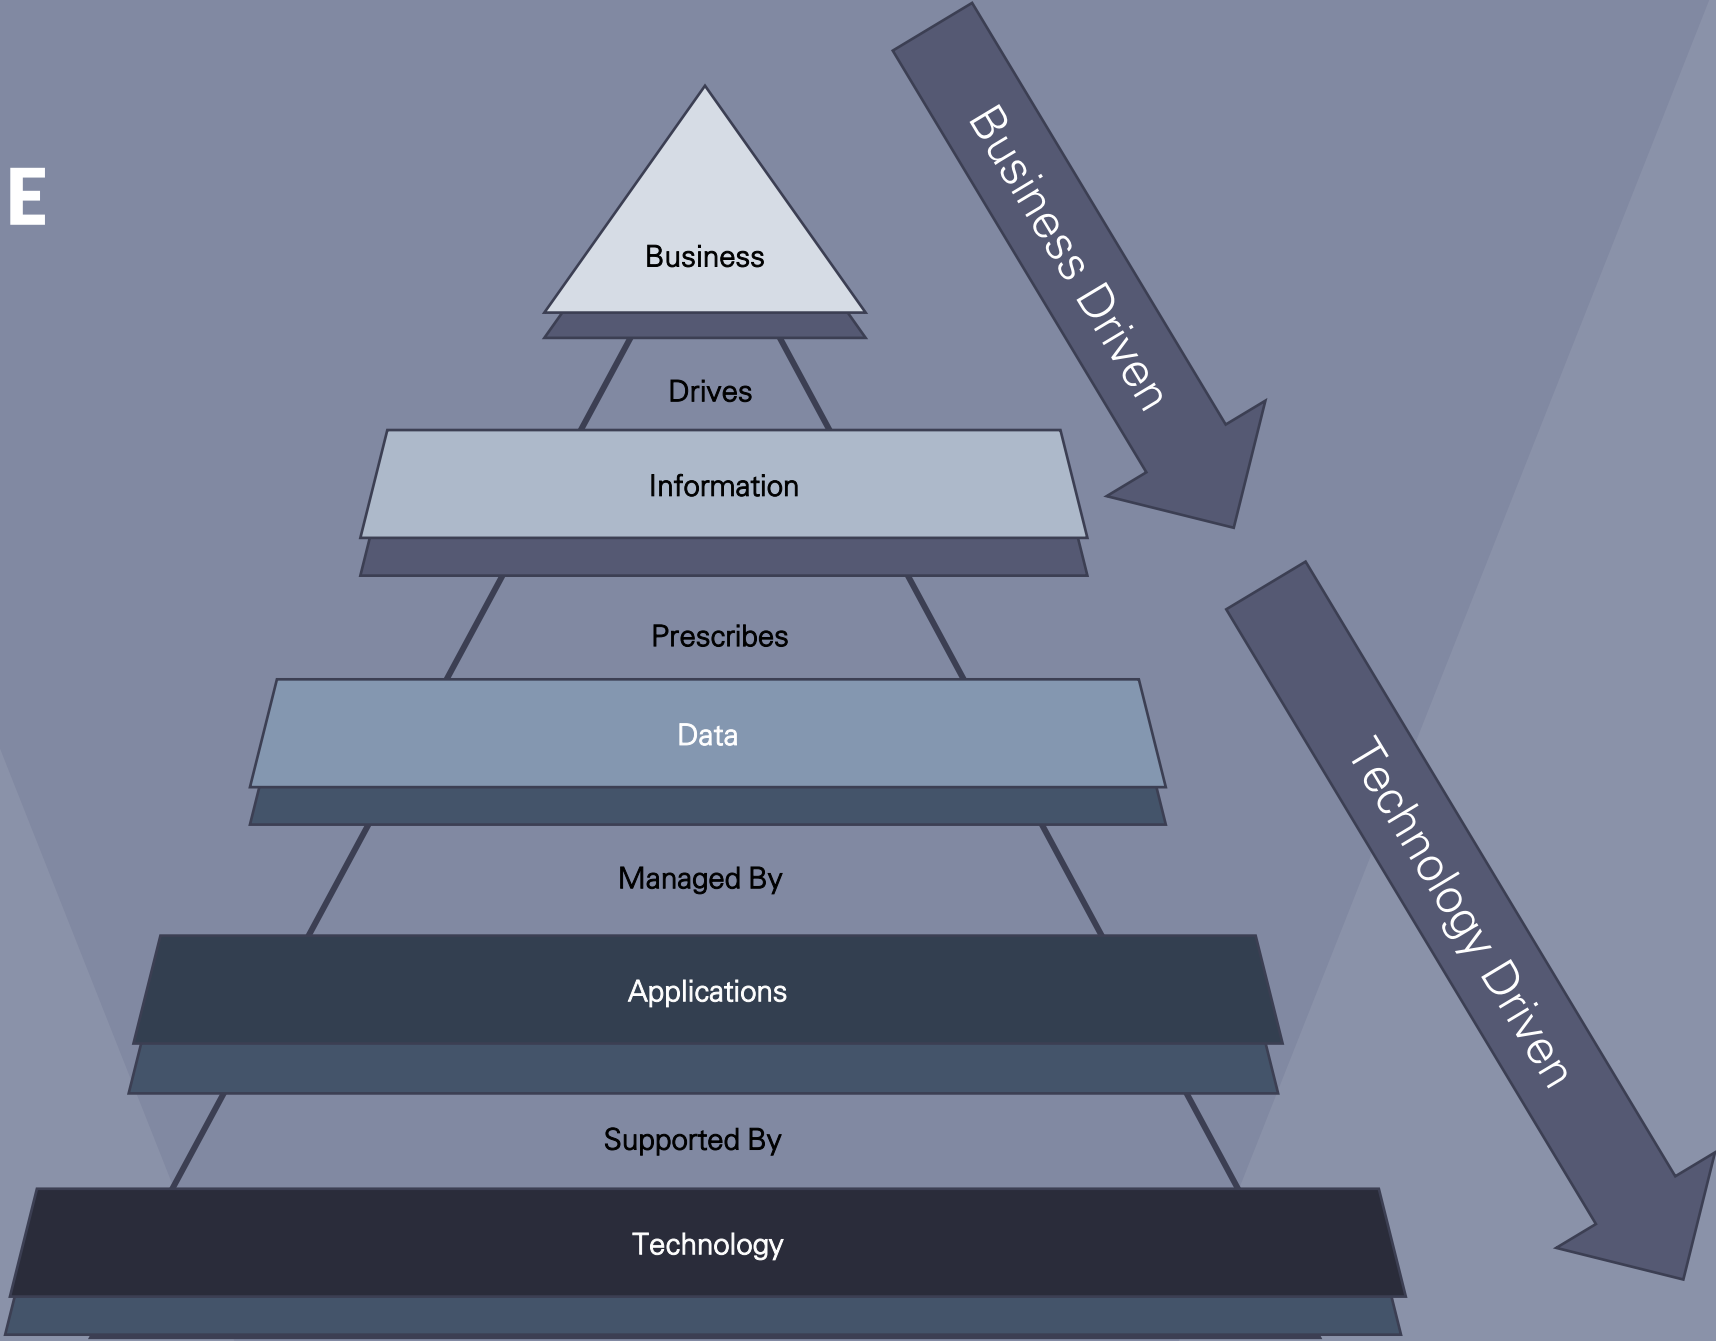 E
Business
Drives
Information
Prescribes
Data
Managed By
Applications
Supported By
Technology
Business Driven
Technology Driven